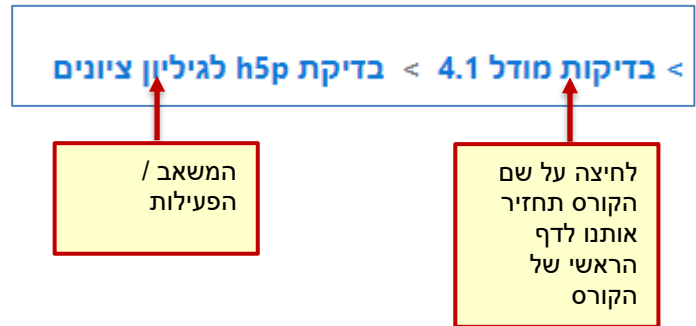 > בדיקות מודל 4.1 > בדיקת h5p לגיליון ציונים
לחיצה על שם
הקורס תחזיר
אותנו לדף
הראשי של
הקורס
המשאב /
הפעילות